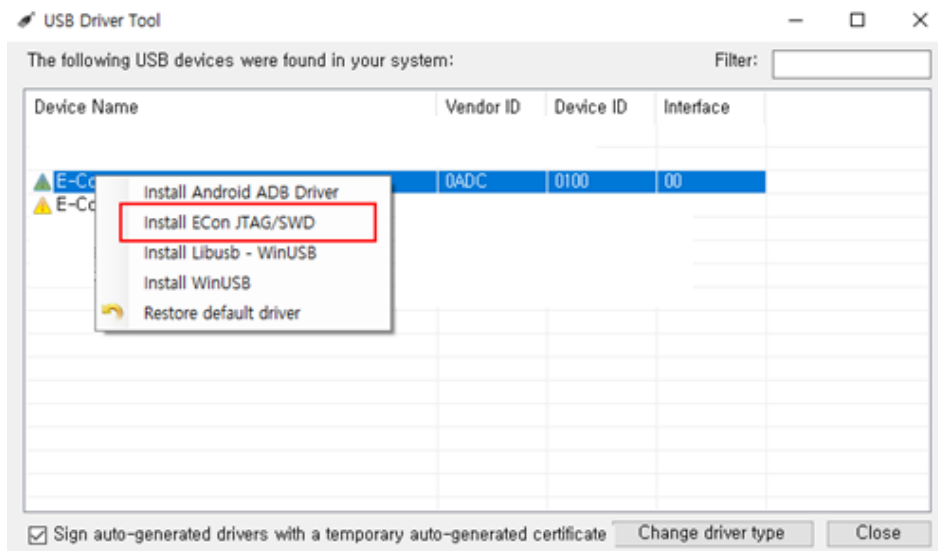 USB Driver Tool
The following USB devices were found in your system: Filter:
Device Name Vendor ID Device ID Interface
E-Co 0ADC 0100 00
E-Co
Install Android ADB Driver
Install ECon JTAG/SWD
Install Libusb - WinUSB
Install WinUSB
Restore default driver
Sign auto-generated drivers with a temporary auto-generated certificate Change driver type Close